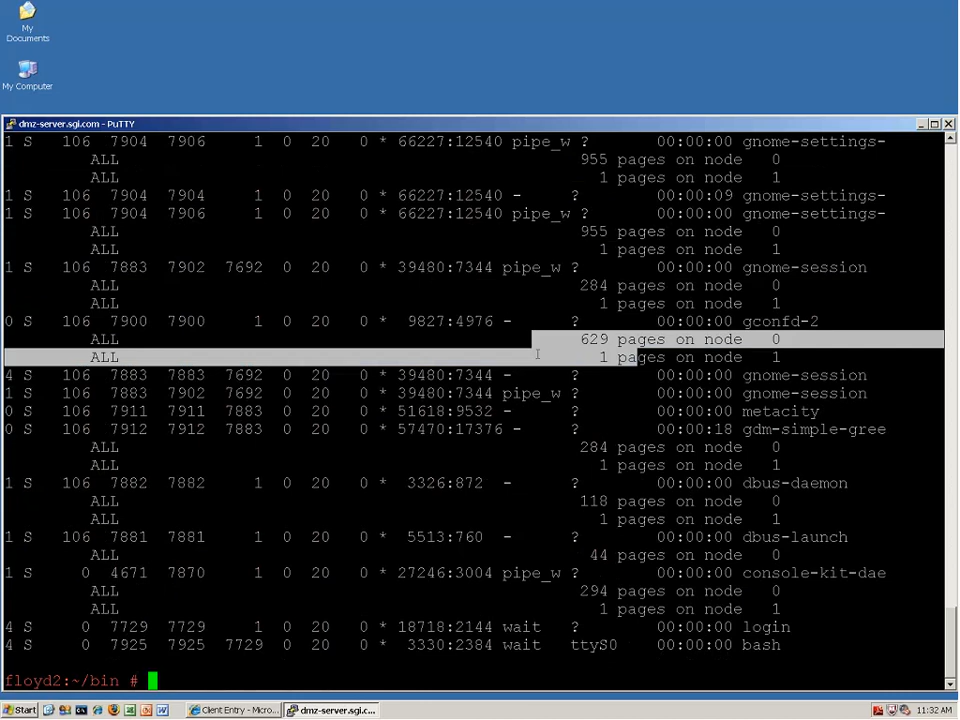 My Documents
My Computer
dmz-server.sgi.com - PuTTY
1 S 106 7904 7906 1 0 20 0 * 66227:12540 pipe_w ? 00:00:00 gnome-settings-
ALL 955 pages on node 0
ALL 1 pages on node 1
1 S 106 7904 7904 1 0 20 0 * 66227:12540 - ? 00:00:09 gnome-settings-
1 S 106 7904 7906 1 0 20 0 * 66227:12540 pipe_w ? 00:00:00 gnome-settings-
ALL 955 pages on node 0
ALL 1 pages on node 1
1 S 106 7883 7902 7692 0 20 0 * 39480:7344 pipe_w ? 00:00:00 gnome-session
ALL 284 pages on node 0
ALL 1 pages on node 1
0 S 106 7900 7900 1 0 20 0 * 9827:4976 - ? 00:00:00 gconfd-2
ALL 629 pages on node 0
ALL 1 pages on node 1
4 S 106 7883 7883 7692 0 20 0 * 39480:7344 - ? 00:00:00 gnome-session
1 S 106 7883 7902 7692 0 20 0 * 39480:7344 pipe_w ? 00:00:00 gnome-session
0 S 106 7911 7911 7883 0 20 0 * 51618:9532 - ? 00:00:00 metacity
0 S 106 7912 7912 7883 0 20 0 * 57470:17376 - ? 00:00:18 gdm-simple-gree
ALL 284 pages on node 0
ALL 1 pages on node 1
1 S 106 7882 7882 1 0 20 0 * 3326:872 - ? 00:00:00 dbus-daemon
ALL 118 pages on node 0
ALL 1 pages on node 1
1 S 106 7881 7881 1 0 20 0 * 5513:760 - ? 00:00:00 dbus-launch
ALL 44 pages on node 0
1 S 0 4671 7870 1 0 20 0 * 27246:3004 pipe_w ? 00:00:00 console-kit-dae
ALL 294 pages on node 0
ALL 1 pages on node 1
4 S 0 7729 7729 1 0 20 0 * 18718:2144 wait ? 00:00:00 login
4 S 0 7925 7925 7729 0 20 0 * 3330:2384 wait ttyS0 00:00:00 bash
floyd2:~/bin #
Start Client Entry - Micro... dmz-server.sgi.c... 11:32 AM